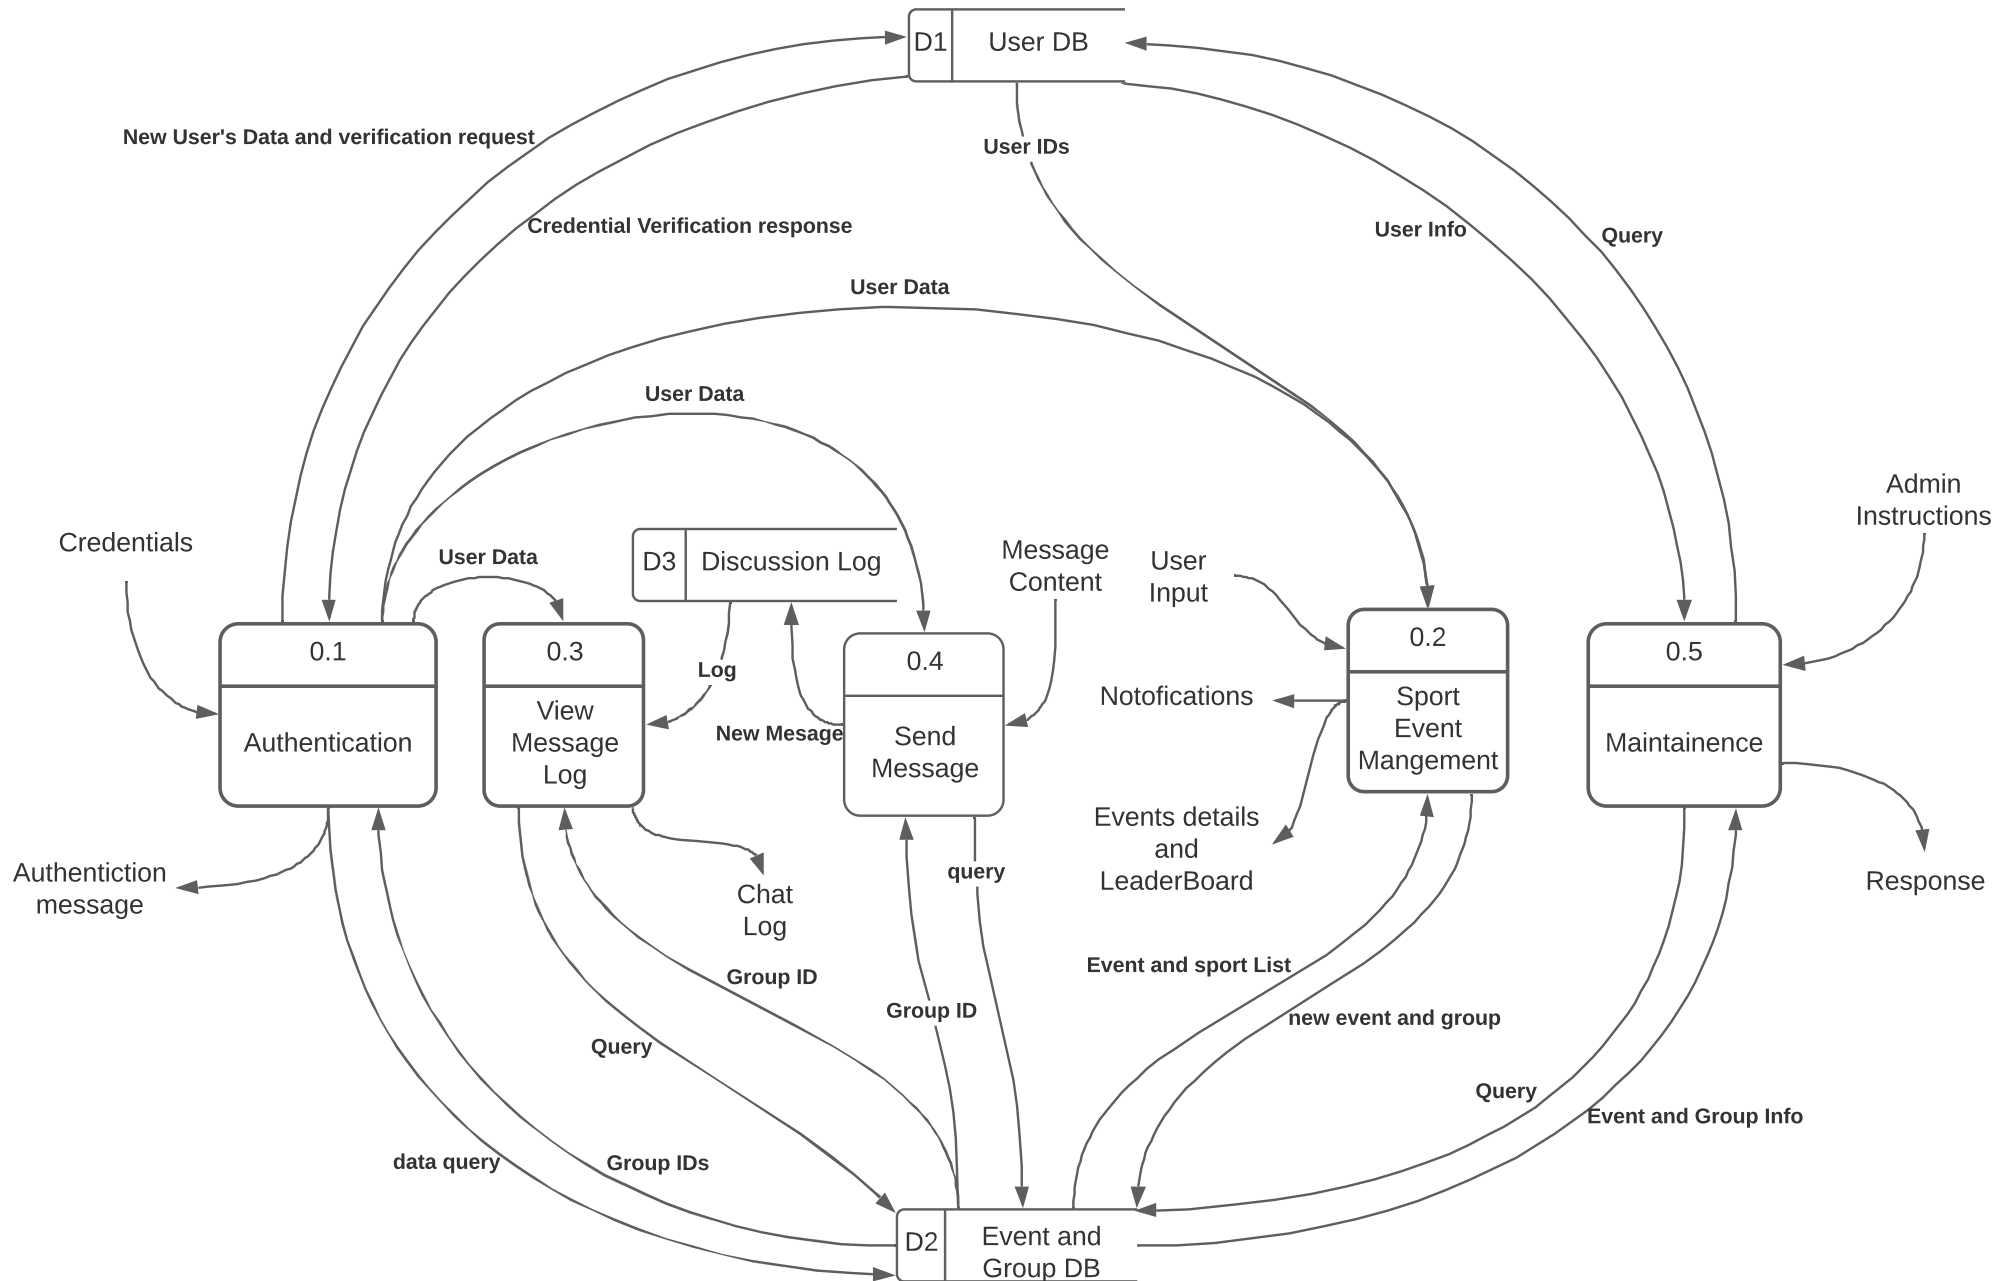 D1
User DB
New User's Data and verification request
User IDs
Credential Verification response
User Info
Query
User Data
User Data
Admin
Instructions
Credentials
User Data
D3
Discussion Log
Message
Content
User
Input
0.1
Authentication
0.3
View
Message
Log
Log
New Mesage
0.4
Send
Message
Notofications
0.2
Sport
Event
Mangement
0.5
Maintainence
Authentiction
message
Chat
Log
query
Events details
and
LeaderBoard
Response
Group ID
Group ID
Event and sport List
new event and group
Query
Query
Event and Group Info
data query
Group IDs
D2
Event and
Group DB